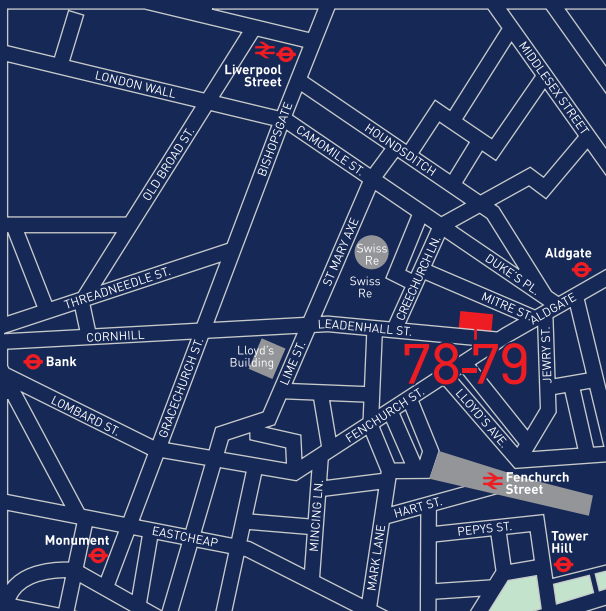 Liverpool
Street
LONDON WALL
MIDDLESEX STREET
OLD BROAD ST.
BISHOPSGATE
CAMOMILE ST.
HOUNDSDITCH
ST MARY AXE
Swiss
Re
Swiss
Re
CREECHURCH LN.
DUKE'S PL.
Aldgate
MITRE ST.
ALDGATE
THREADNEEDLE ST.
CORNHILL
LEADENHALL ST.
Bank
Lloyd's
Building
LIME ST.
78-79
JEWRY ST.
GRACECHURCH ST.
LOMBARD ST.
FENCHURCH ST.
LLOYD'S AVE.
Fenchurch
Street
MINCING LN.
HART ST.
MARK LANE
PEPYS ST.
EASTCHEAP
Monument
Tower
Hill